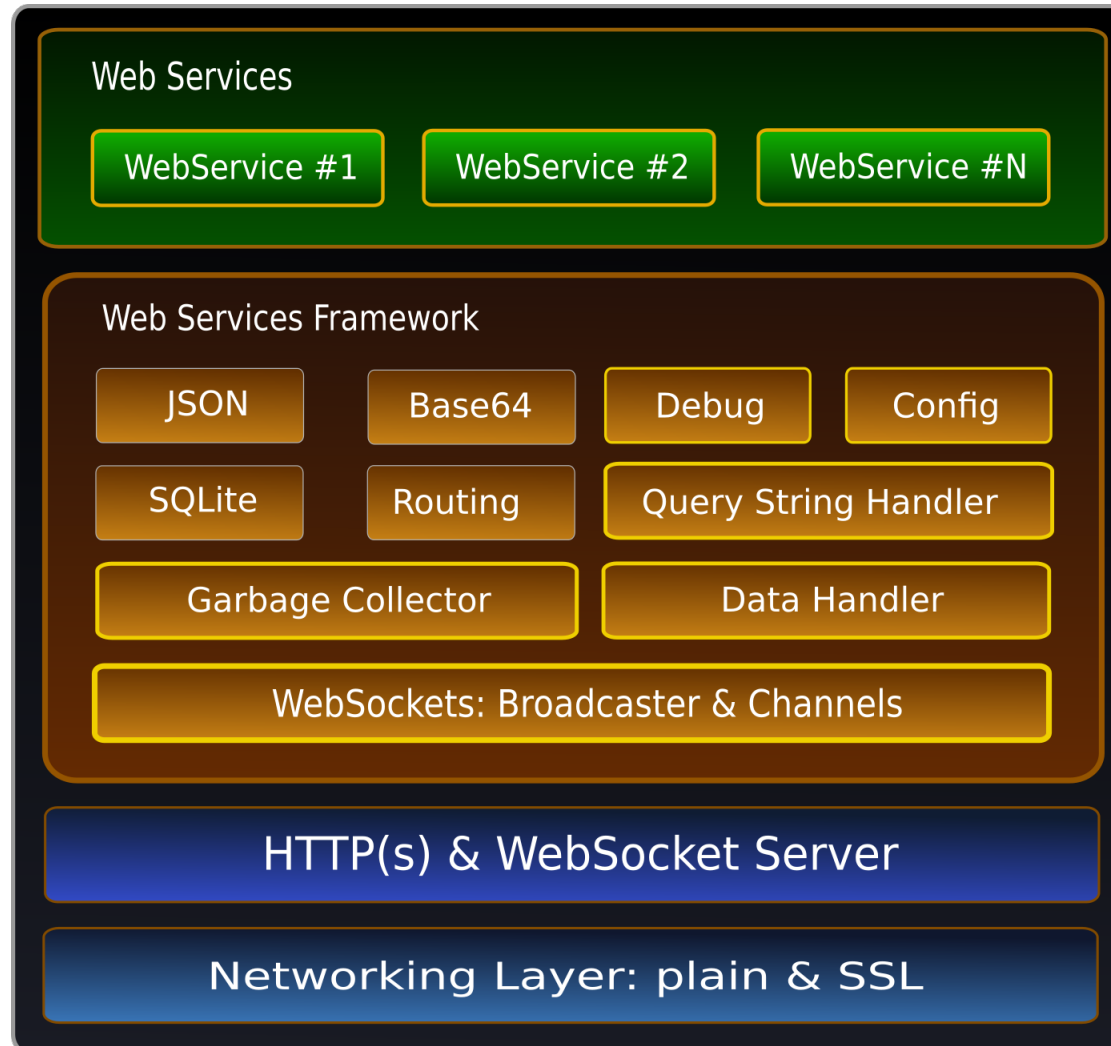 Web Services
WebService #1
WebService #2
WebService #N
Web Services Framework
JSON
Base64
Debug
Config
SQLite
Routing
Query String Handler
Garbage Collector
Data Handler
WebSockets: Broadcaster & Channels
HTTP(s) & WebSocket Server
Networking Layer: plain & SSL